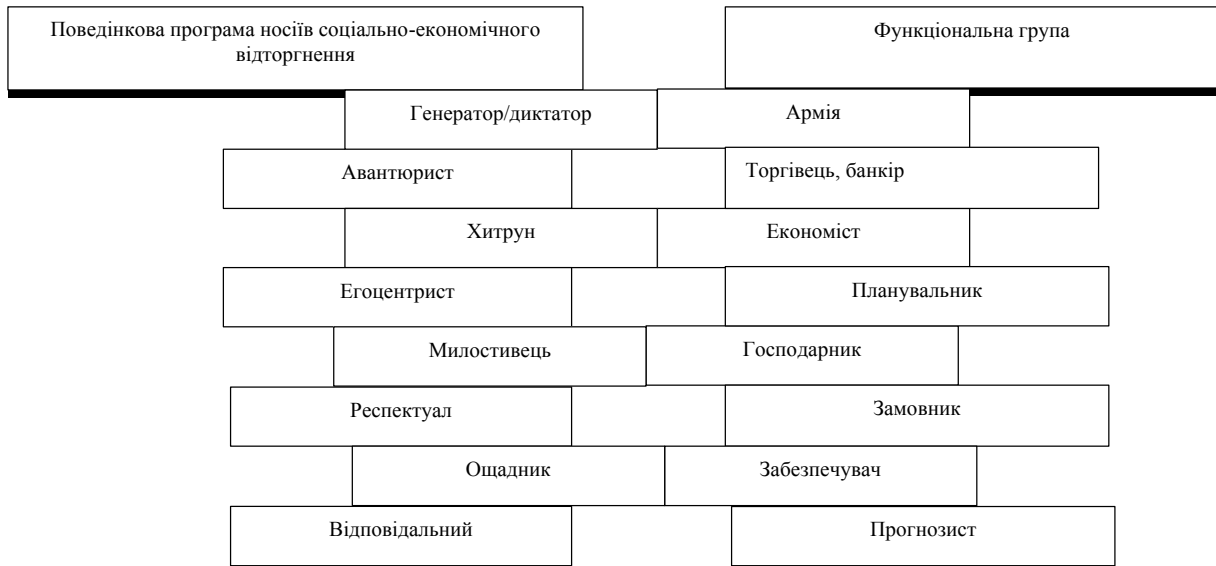 Поведінкова програма носіїв соціально-економічного
відторгнення
Функціональна група
Генератор/диктатор
Армія
Авантюрист
Торгівець, банкір
Хитрун
Економіст
Егоцентрист
Планувальник
Милостивець
Господарник
Респектуал
Замовник
Ощадник
Забезпечувач
Відповідальний
Прогнозист